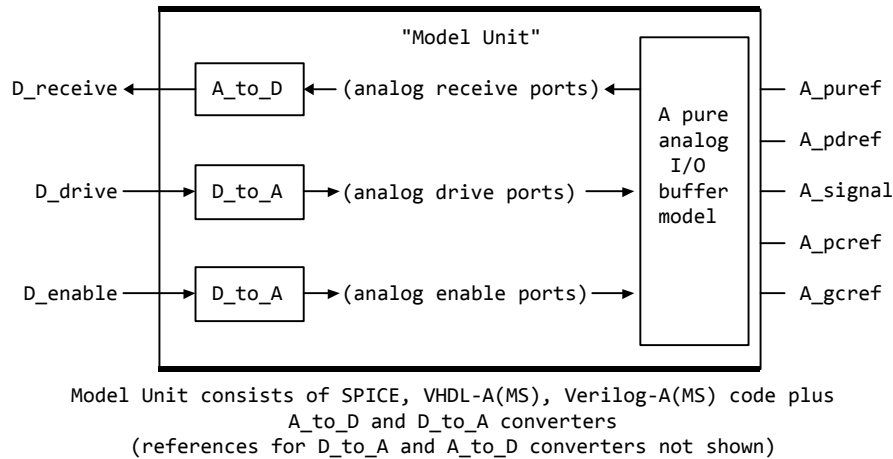 "Model Unit"
D_receive A_to_D (analog receive ports) A_puref
A pure
analog
I/O
buffer
model
A_pdref
D_drive D_to_A (analog drive ports) A_signal
A_pcref
D_enable D_to_A (analog enable ports) A_gcref
Model Unit consists of SPICE, VHDL-A(MS), Verilog-A(MS) code plus
A_to_D and D_to_A converters
(references for D_to_A and A_to_D converters not shown)